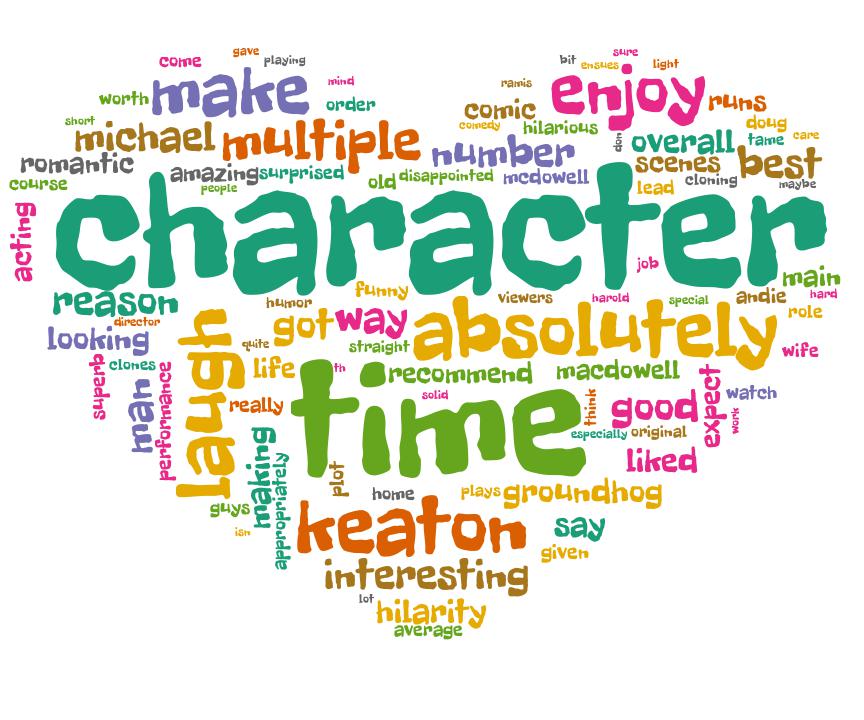 gave
come
playing
bit
sure
ensues
light
make
mind
worth
order
ramis
enjoy
runs
comic
short
comedy
hilarious
doug
michael
multiple
number
don
overall
tame
care
romantic
amazing
surprised
old
disappointed
mcdowell
scenes
best
course
people
lead
cloning
maybe
acting
character
job
main
reason
humor
funny
viewers
harold
special
andie
hard
director
looking
laugh
quite
got
way
absolutely
role
straight
wife
superb
clones
life
th
recommend
macdowell
man
performance
really
time
solid
think
good
expect
watch
work
especially
original
liked
making
appropriately
plot
home
plays
groundhog
guys
isn
keaton
say
given
interesting
lot
hilarity
average